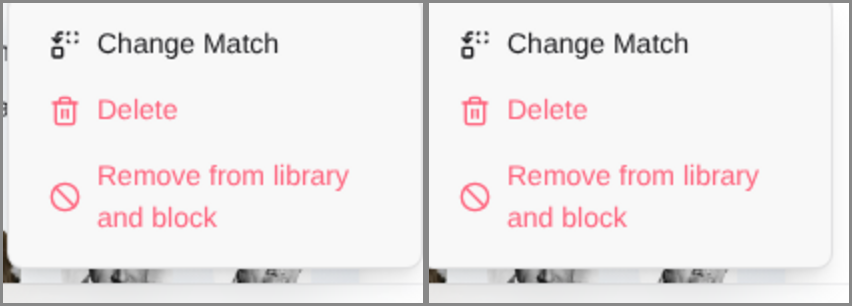 Change Match
Delete
Remove from library
and block
Change Match
Delete
Remove from library
and block